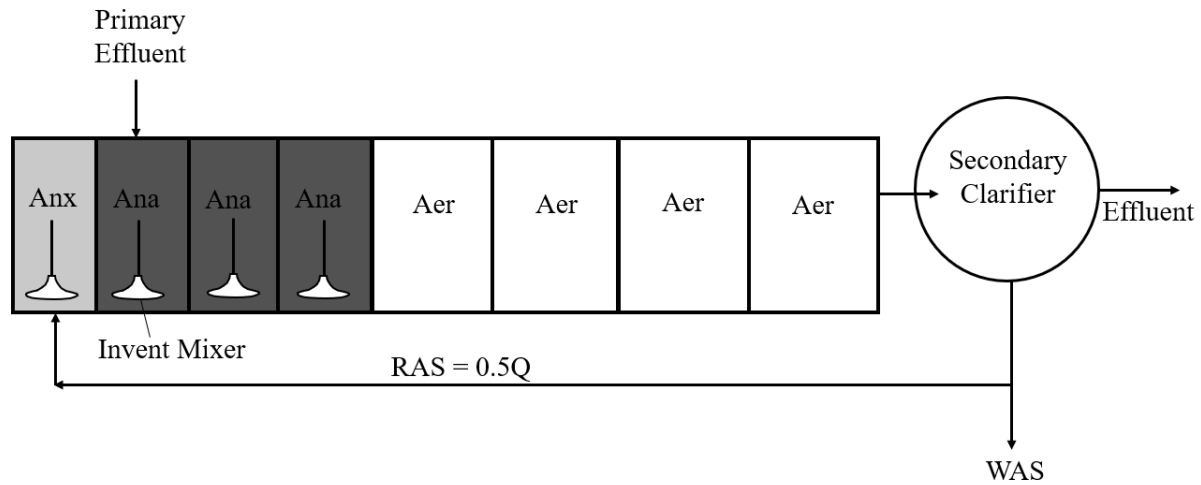 Primary
Effluent
Anx
Ana
Ana
Ana
Aer
Aer
Aer
Aer
Secondary
Clarifier
Effluent
Invent Mixer
RAS = 0.5Q
WAS